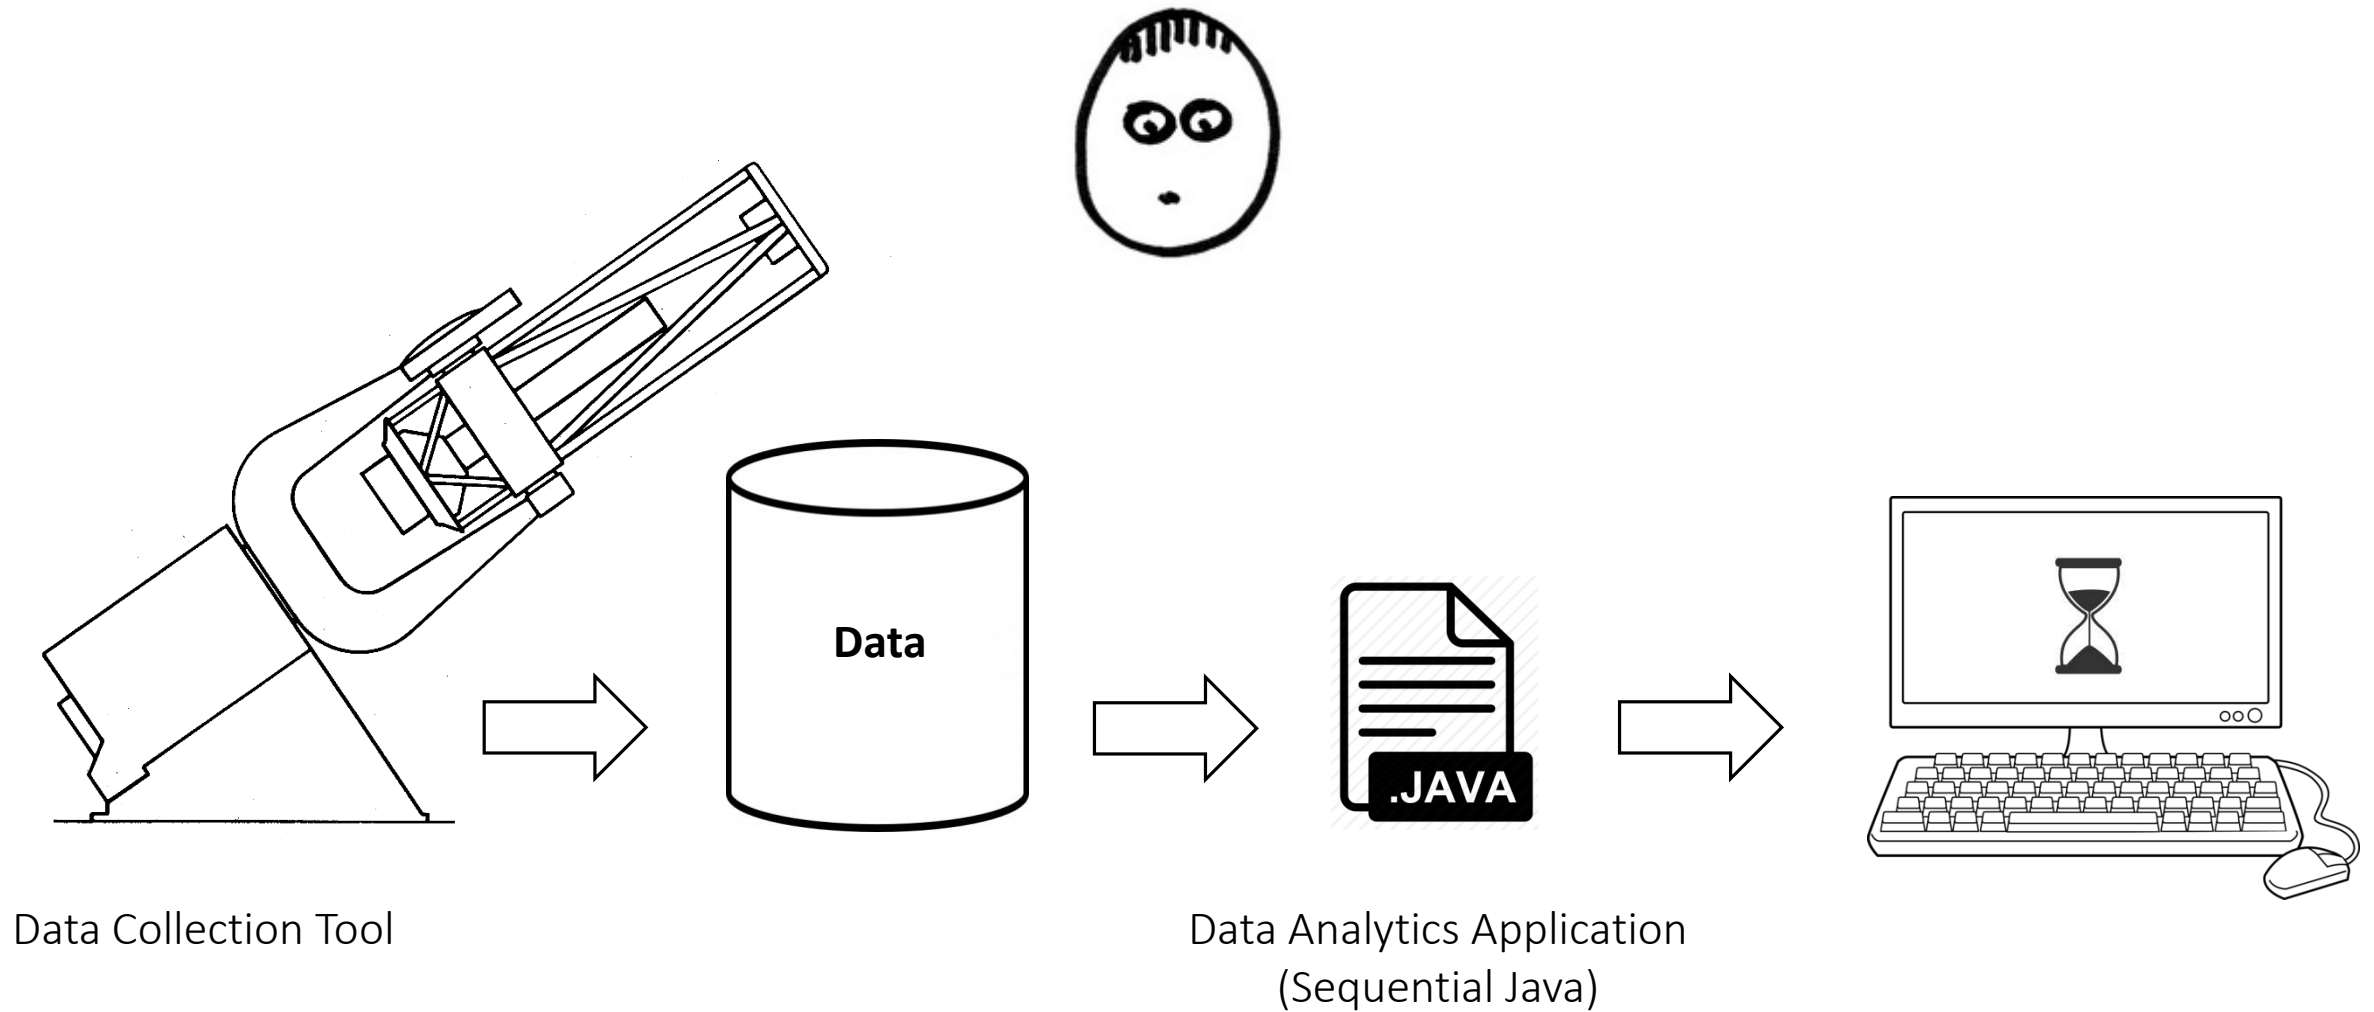 Data
.JAVA
Data Collection Tool
Data Analytics Application
(Sequential Java)